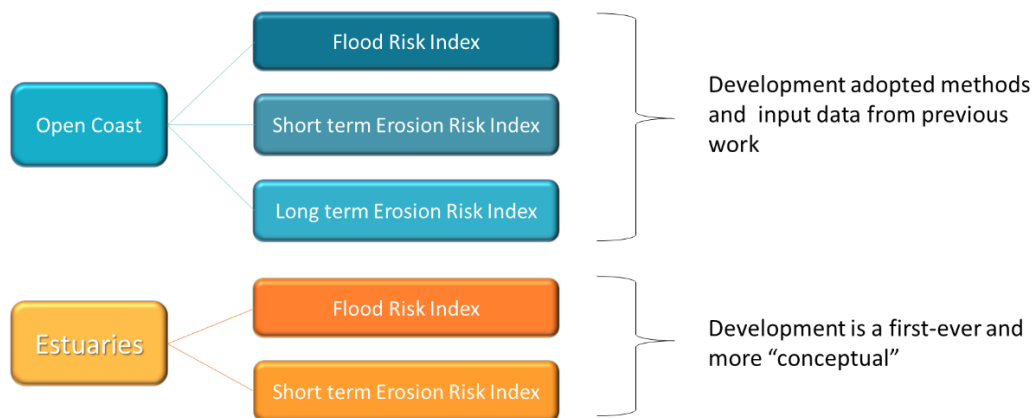 Open Coast
Flood Risk Index
Short term Erosion Risk Index
Long term Erosion Risk Index
Development adopted methods
and input data from previous
work
Estuaries
Flood Risk Index
Short term Erosion Risk Index
Development is a first-ever and
more “conceptual”